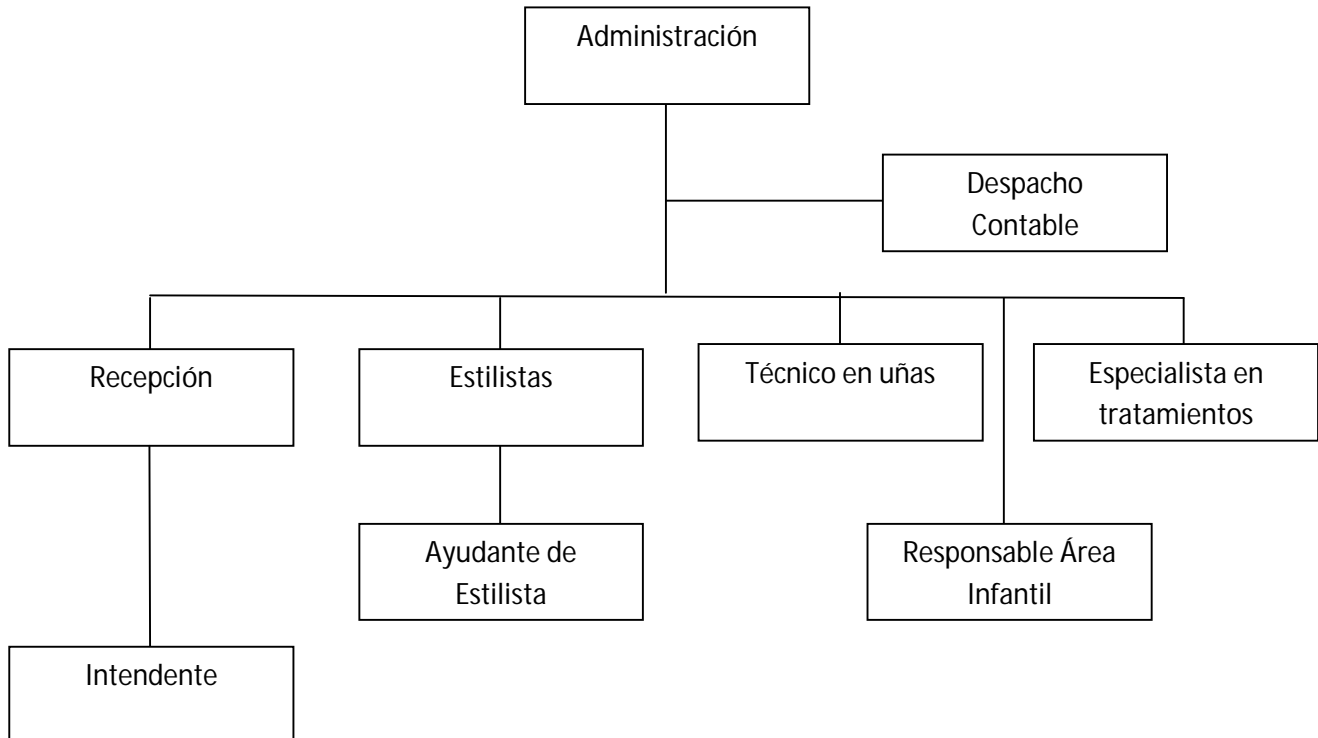 Administración
Despacho
Contable
Recepción
Estilistas
Técnico en uñas
Especialista en
tratamientos
Ayudante de
Estilista
Responsable Área
Infantil
Intendente